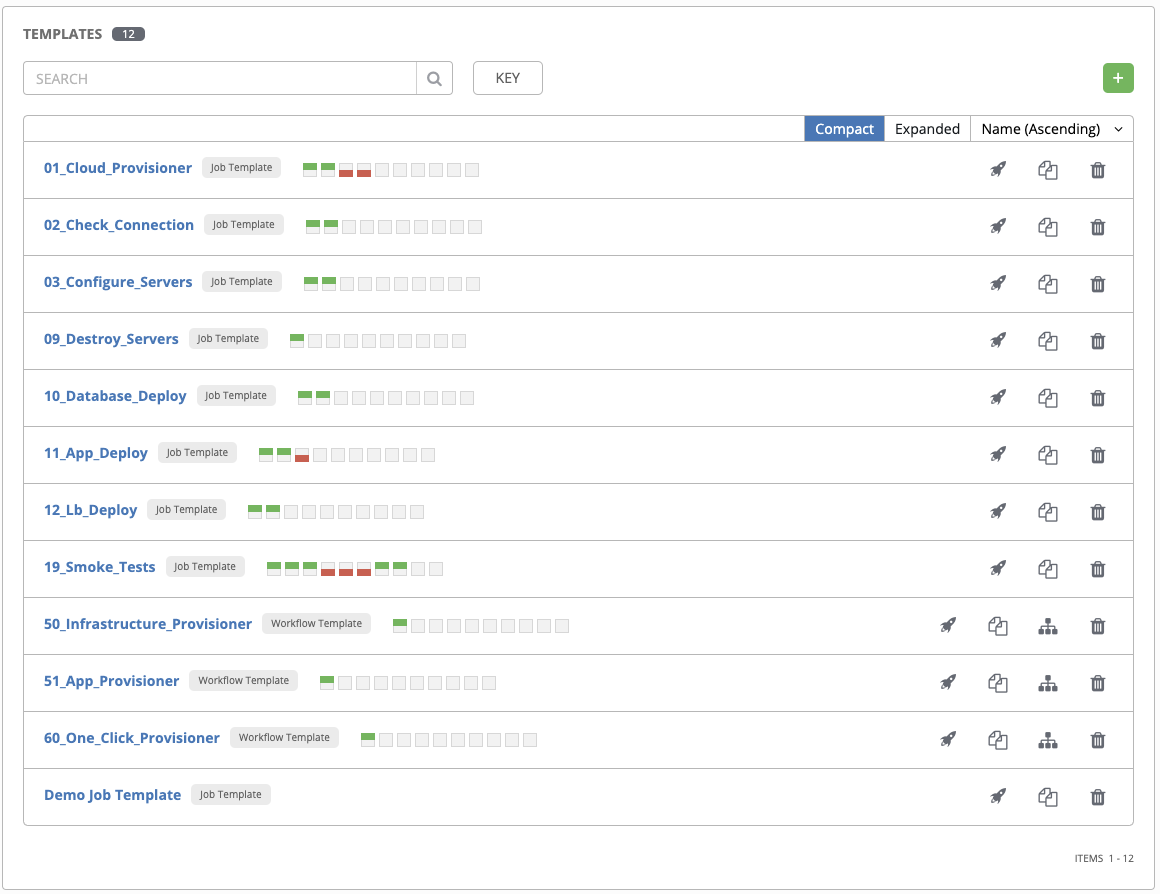 TEMPLATES 12
SEARCH KEY +
Compact Expanded Name (Ascending)
01_Cloud_Provisioner Job Template
02_Check_Connection Job Template
03_Configure_Servers Job Template
09_Destroy_Servers Job Template
10_Database_Deploy Job Template
11_App_Deploy Job Template
12_Lb_Deploy Job Template
19_Smoke_Tests Job Template
50_Infrastructure_Provisioner Workflow Template
51_App_Provisioner Workflow Template
60_One_Click_Provisioner Workflow Template
Demo Job Template Job Template
ITEMS 1 - 12